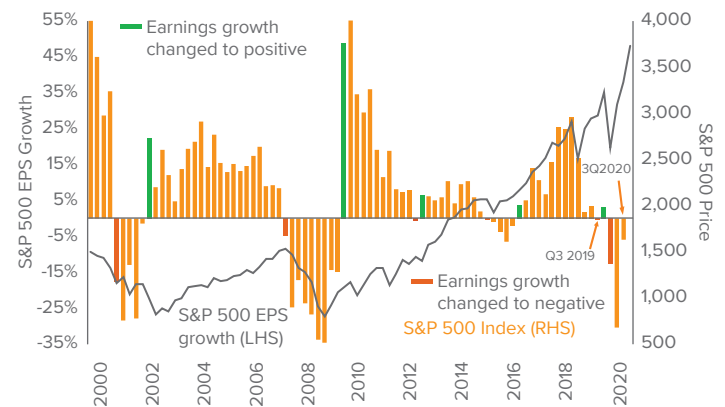 55%
45%
35%
25%
15%
5%
-5%
-15%
-25%
-35%
S&P 500 EPS Growth
Earnings growth
changed to positive
4,000
3,500
3,000
2,500
2,000
1,500
1,000
500
S&P 500 Price
3Q2020
Q3 2019
Earnings growth
changed to negative
S&P 500 EPS
growth (LHS)
S&P 500 Index (RHS)
2000
2002
2004
2006
2008
2010
2012
2014
2016
2018
2020